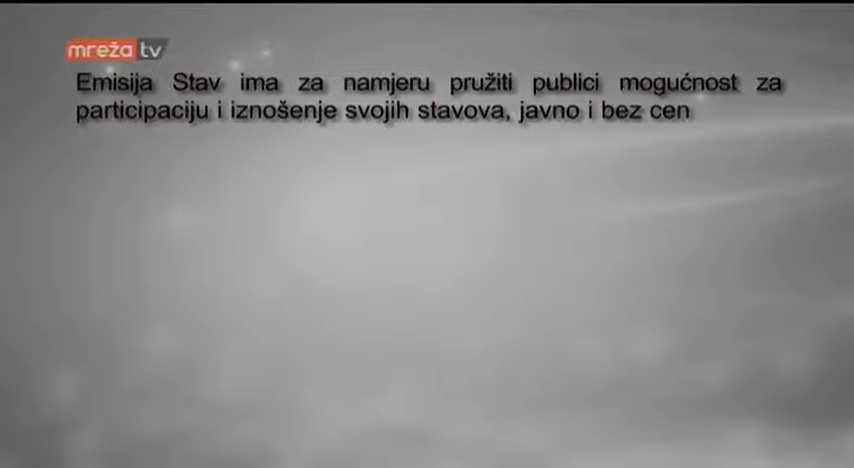 mreža tv
Emisija Stav ima za namjeru pružiti publici mogućnost za
participaciju i iznošenje svojih stavova, javno i bez cen